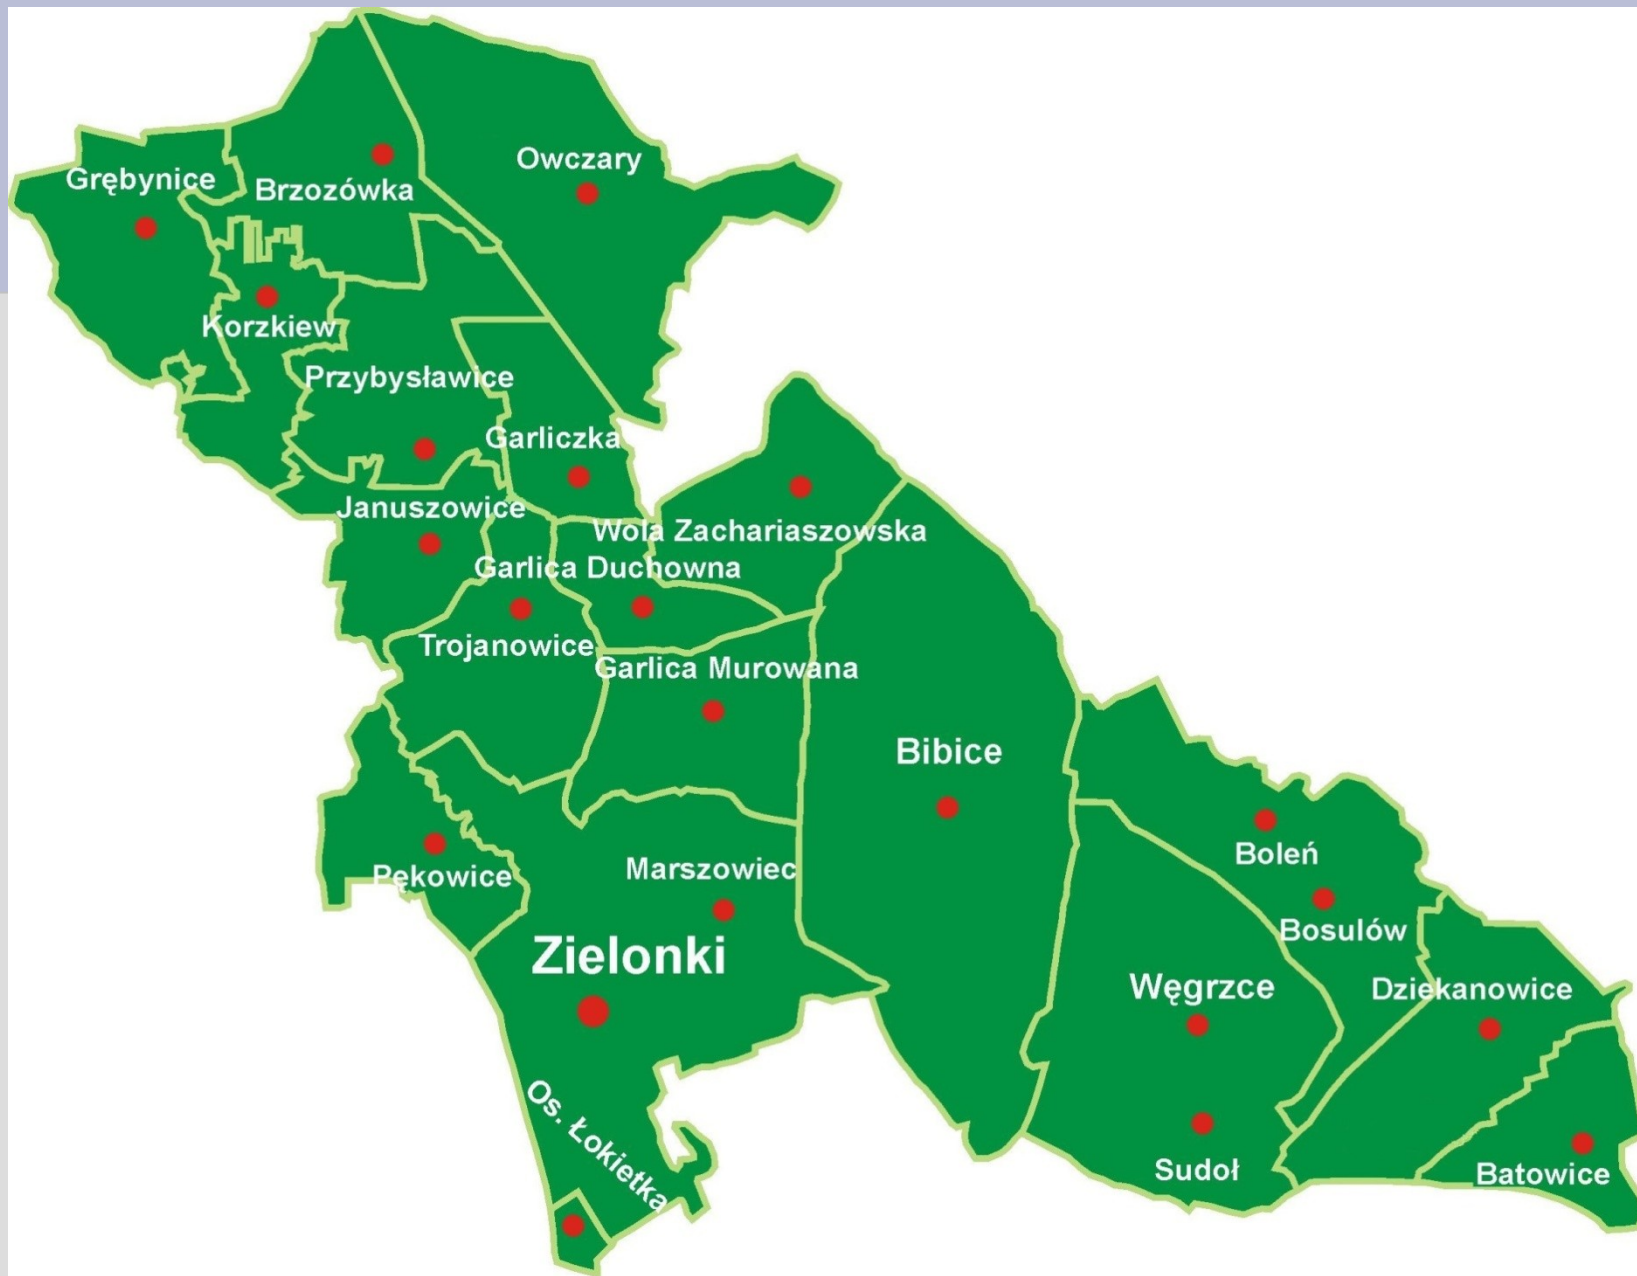 Owczary
Grębynice
Brzozówka
Korzkiew
Przybysławice
Garliczka
Januszowice
Wola Zachariaszowska
Garlica Duchowna
Trojanowice
Garlica Murowana
Bibice
Boleń
Marszowiec
Pękowice
Bosulów
Zielonki
Węgrzce
Dziekanowice
Os. Łokietka
Sudoł
Batowice